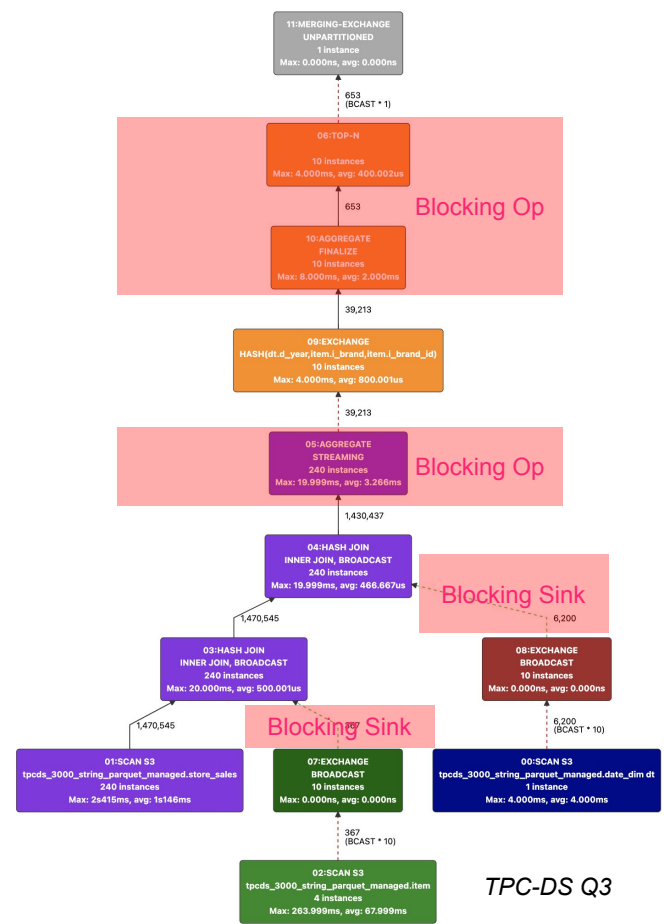 11:MERGING-EXCHANGE
UNPARTITIONED
1 instance
Max: 0.000ns, avg: 0.000ns
653
(BCAST * 1)
06:TOP-N
10 instances
Max: 4.000ms, avg: 400.002us
Blocking Op
653
10:AGGREGATE
FINALIZE
10 instances
Max: 8.000ms, avg: 2.000ms
39,213
09:EXCHANGE
HASH(dt.d_year,item.i_brand,item.i_brand_id)
10 instances
Max: 4.000ms, avg: 800.001us
39,213
05:AGGREGATE
STREAMING
240 instances
Max: 19.999ms, avg: 3.266ms
Blocking Op
1,430,437
04:HASH JOIN
INNER JOIN, BROADCAST
240 instances
Max: 19.999ms, avg: 466.667us
Blocking Sink
1,470,545
6,200
03:HASH JOIN
INNER JOIN, BROADCAST
240 instances
Max: 20.000ms, avg: 500.001us
08:EXCHANGE
BROADCAST
10 instances
Max: 0.000ns, avg: 0.000ns
1,470,545
Blocking Sink
367
6,200
(BCAST * 10)
01:SCAN S3
tpcds_3000_string_parquet_managed.store_sales
240 instances
Max: 2s415ms, avg: 1s146ms
07:EXCHANGE
BROADCAST
10 instances
Max: 0.000ns, avg: 0.000ns
00:SCAN S3
tpcds_3000_string_parquet_managed.date_dim dt
1 instance
Max: 4.000ms, avg: 4.000ms
367
(BCAST * 10)
02:SCAN S3
tpcds_3000_string_parquet_managed.item
4 instances
Max: 263.999ms, avg: 67.999ms
TPC-DS Q3